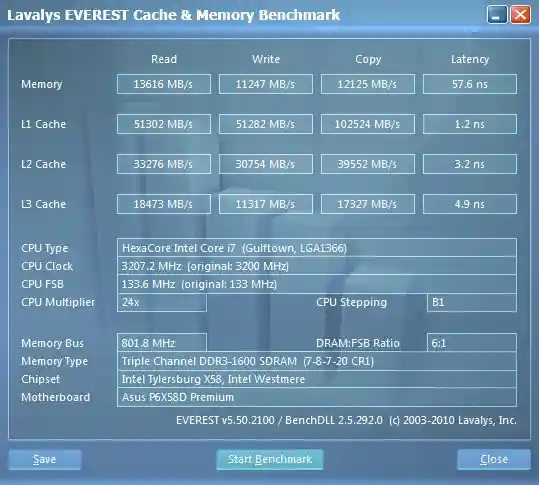 Lavalys EVEREST Cache & Memory Benchmark
Read Write Copy Latency
Memory 13616 MB/s 11247 MB/s 12125 MB/s 57.6 ns
L1 Cache 51302 MB/s 51282 MB/s 102524 MB/s 1.2 ns
L2 Cache 33276 MB/s 30754 MB/s 39552 MB/s 3.2 ns
L3 Cache 18473 MB/s 11317 MB/s 17327 MB/s 4.9 ns
CPU Type HexaCore Intel Core i7 (Gulftown, LGA1366)
CPU Clock 3207.2 MHz (original: 3200 MHz)
CPU FSB 133.6 MHz (original: 133 MHz)
CPU Multiplier 24x CPU Stepping B1
Memory Bus 801.8 MHz DRAM:FSB Ratio 6:1
Memory Type Triple Channel DDR3-1600 SDRAM (7-8-7-20 CR1)
Chipset Intel Tylersburg X58, Intel Westmere
Motherboard Asus P6X58D Premium
EVEREST v5.50.2100 / BenchDLL 2.5.292.0 (c) 2003-2010 Lavalys, Inc.
Save Start Benchmark Close